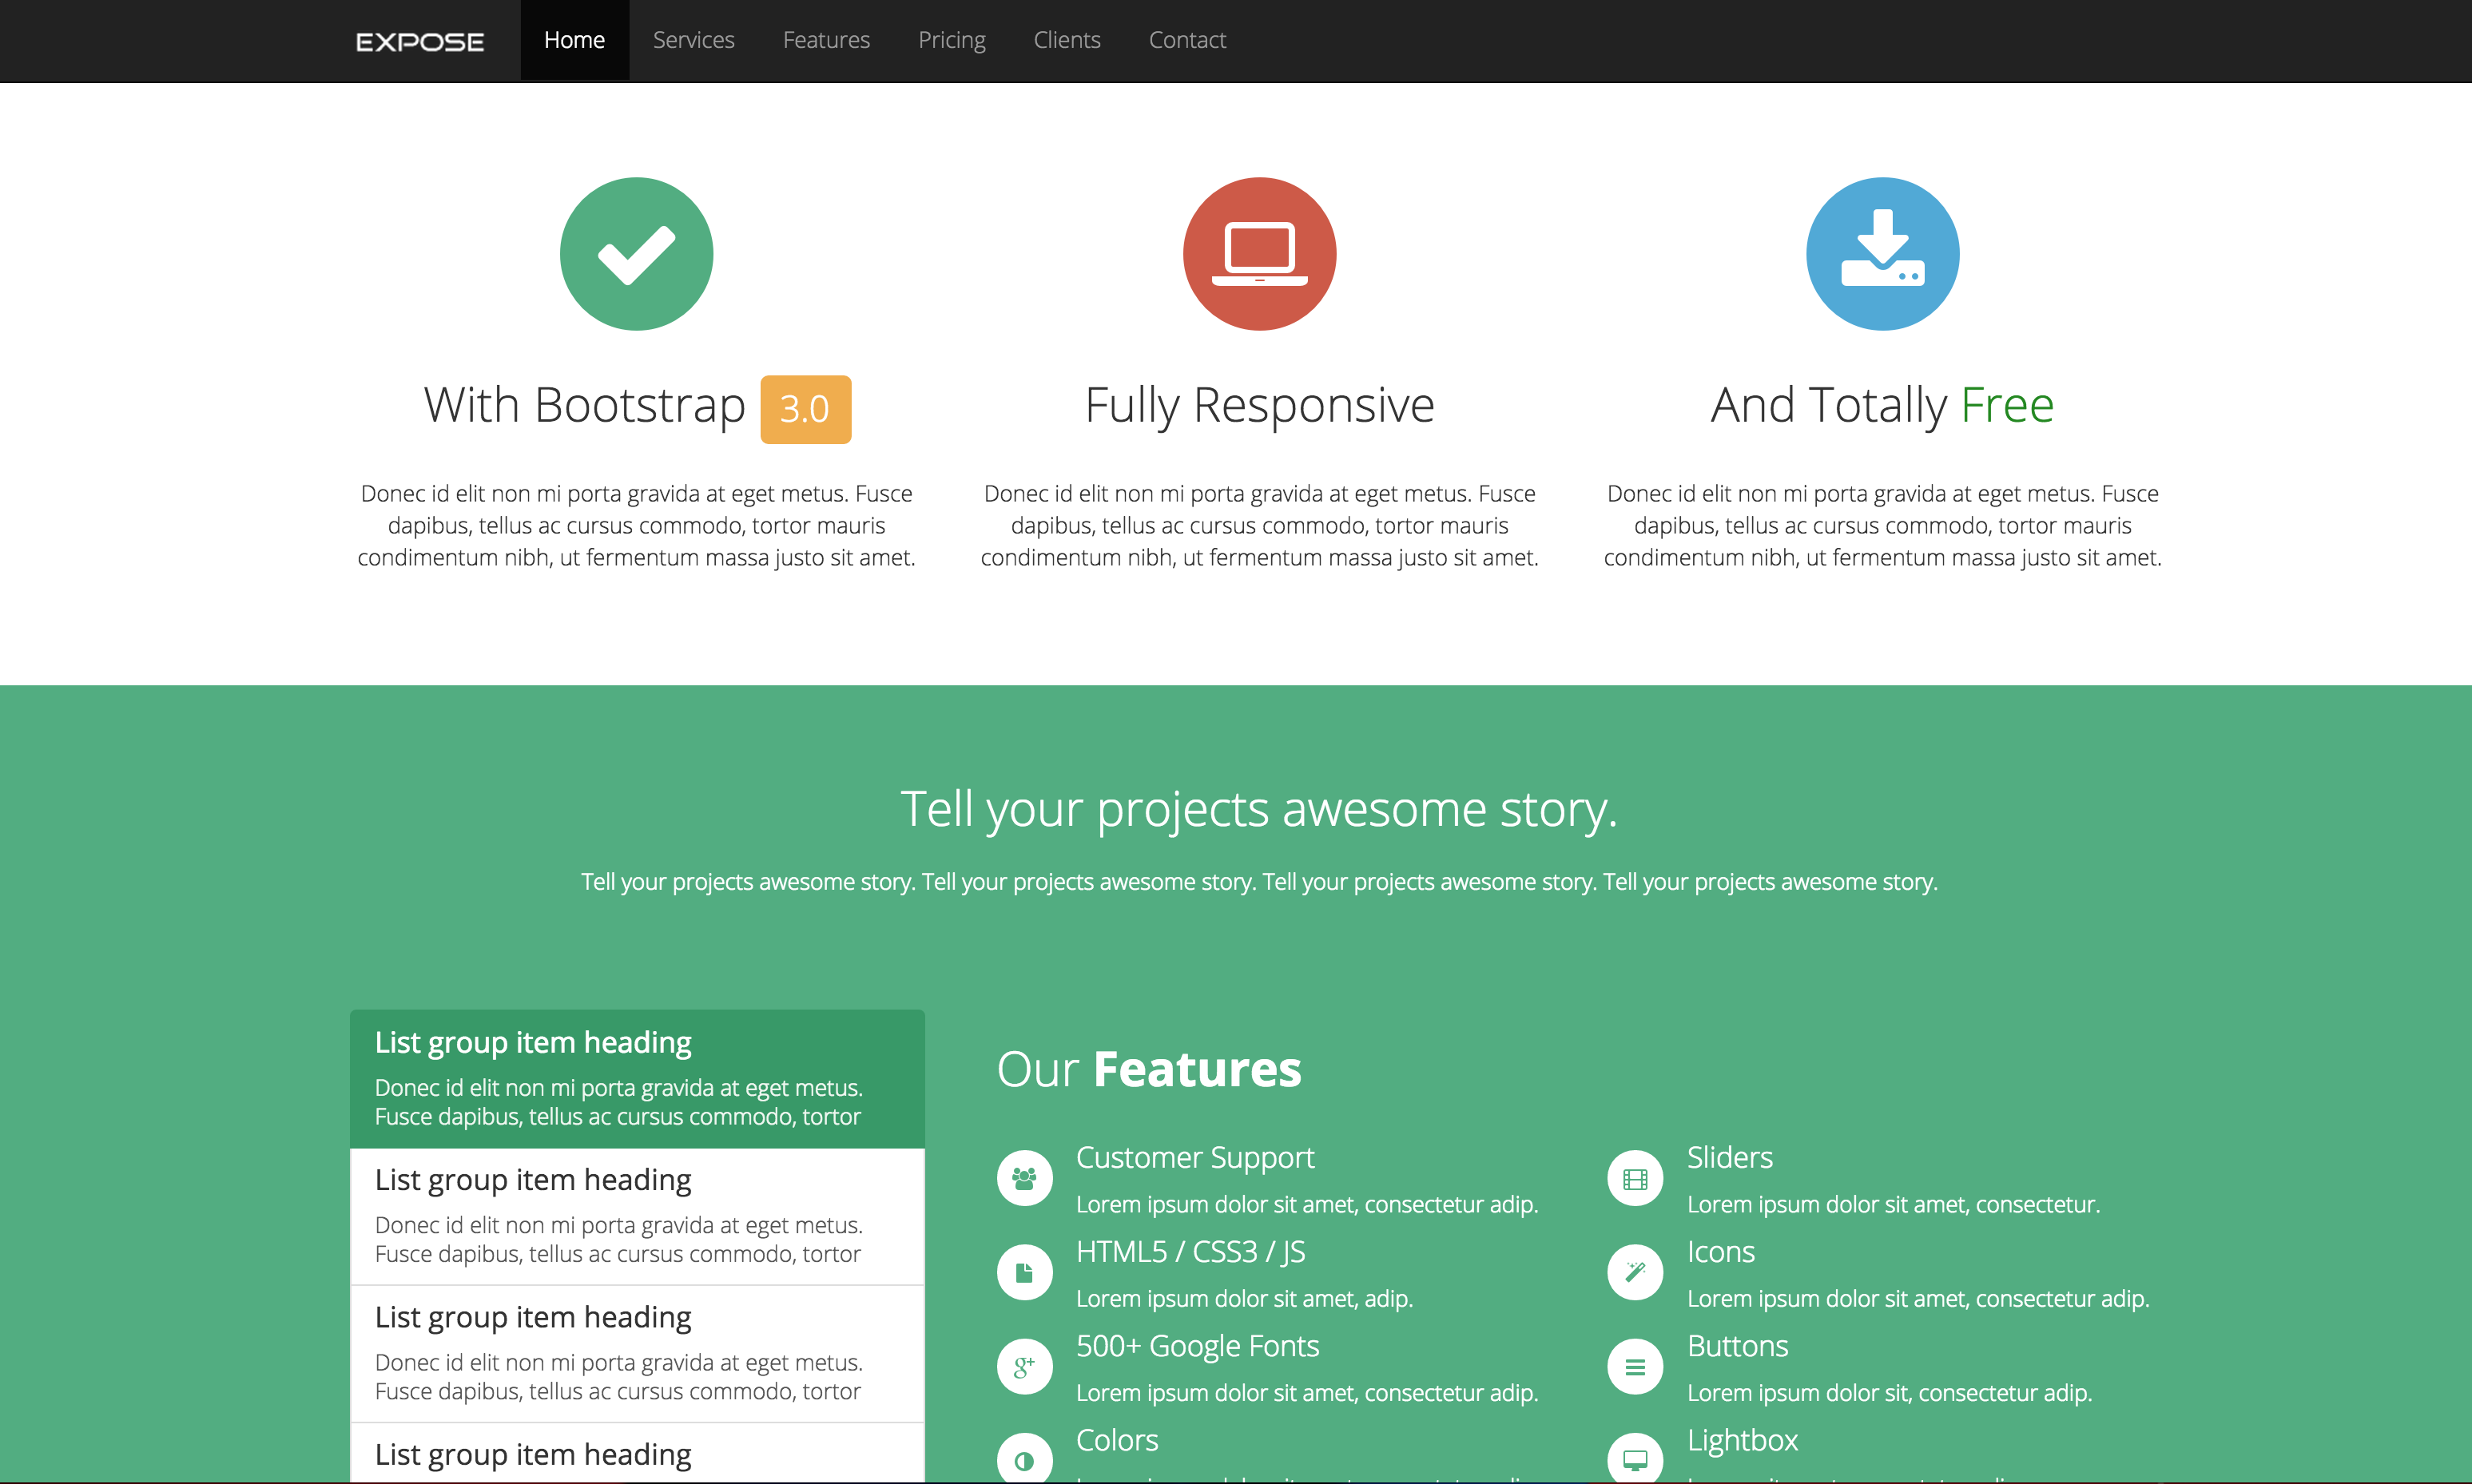 EXPOSE Home Services Features Pricing Clients Contact
With Bootstrap 3.0
Donec id elit non mi porta gravida at eget metus. Fusce
dapibus, tellus ac cursus commodo, tortor mauris
condimentum nibh, ut fermentum massa justo sit amet.
Fully Responsive
Donec id elit non mi porta gravida at eget metus. Fusce
dapibus, tellus ac cursus commodo, tortor mauris
condimentum nibh, ut fermentum massa justo sit amet.
And Totally Free
Donec id elit non mi porta gravida at eget metus. Fusce
dapibus, tellus ac cursus commodo, tortor mauris
condimentum nibh, ut fermentum massa justo sit amet.
Tell your projects awesome story.
Tell your projects awesome story. Tell your projects awesome story. Tell your projects awesome story. Tell your projects awesome story.
List group item heading
Donec id elit non mi porta gravida at eget metus.
Fusce dapibus, tellus ac cursus commodo, tortor
List group item heading
Donec id elit non mi porta gravida at eget metus.
Fusce dapibus, tellus ac cursus commodo, tortor
List group item heading
Donec id elit non mi porta gravida at eget metus.
Fusce dapibus, tellus ac cursus commodo, tortor
List group item heading
Our Features
Customer Support
Lorem ipsum dolor sit amet, consectetur adip.
HTML5 / CSS3 / JS
Lorem ipsum dolor sit amet, adip.
500+ Google Fonts
Lorem ipsum dolor sit amet, consectetur adip.
Colors
Sliders
Lorem ipsum dolor sit amet, consectetur.
Icons
Lorem ipsum dolor sit amet, consectetur adip.
Buttons
Lorem ipsum dolor sit, consectetur adip.
Lightbox